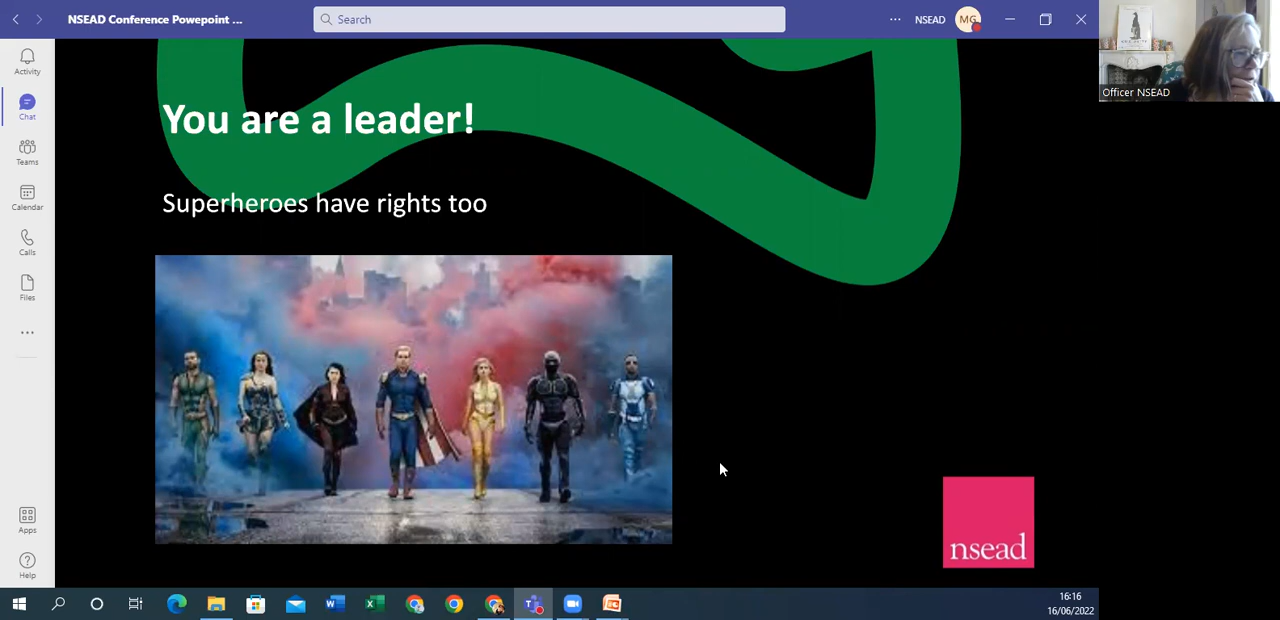 NSEAD Conference Powepoint ...
Search
...
NSEAD
MG
Officer NSEAD
Activity
Chat
Teams
Calendar
Calls
Files
...
Apps
Help
You are a leader!
Superheroes have rights too
nsead
16:16
16/06/2022